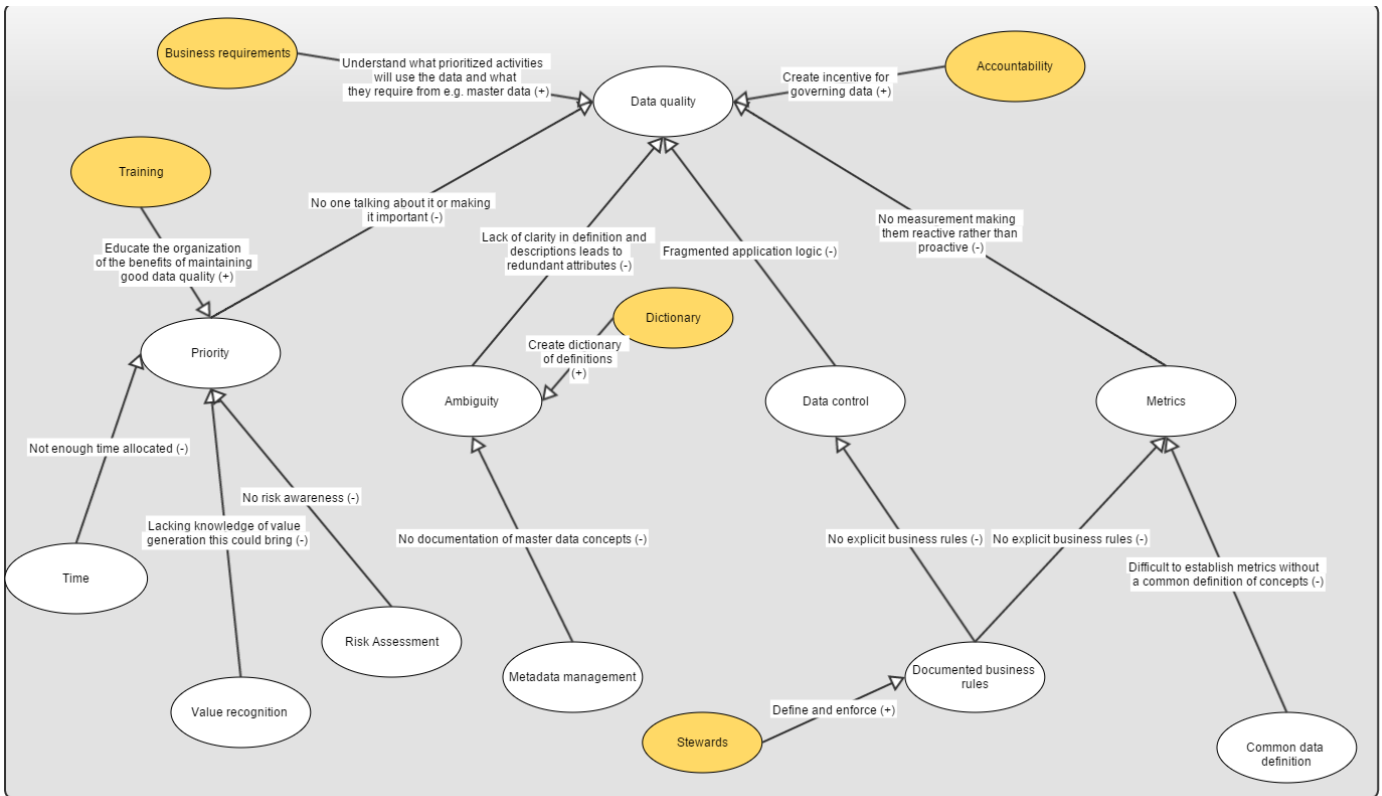 Business requirements
Understand what prioritized activities
will use the data and what
they require from e.g. master data (+)
Data quality
Create incentive for
governing data (+)
Accountability
Training
No one talking about it or making
it important (-)
Lack of clarity in definition and
descriptions leads to
redundant attributes (-)
Fragmented application logic (-)
No measurement making
them reactive rather than
proactive (-)
Educate the organization
of the benefits of maintaining
good data quality (+)
Dictionary
Create dictionary
of definitions
(+)
Priority
Ambiguity
Data control
Metrics
Not enough time allocated (-)
No risk awareness (-)
Lacking knowledge of value
generation this could bring (-)
No documentation of master data concepts (-)
No explicit business rules (-)
No explicit business rules (-)
Difficult to establish metrics without
a common definition of concepts (-)
Time
Risk Assessment
Value recognition
Metadata management
Documented business
rules
Define and enforce (+)
Stewards
Common data
definition